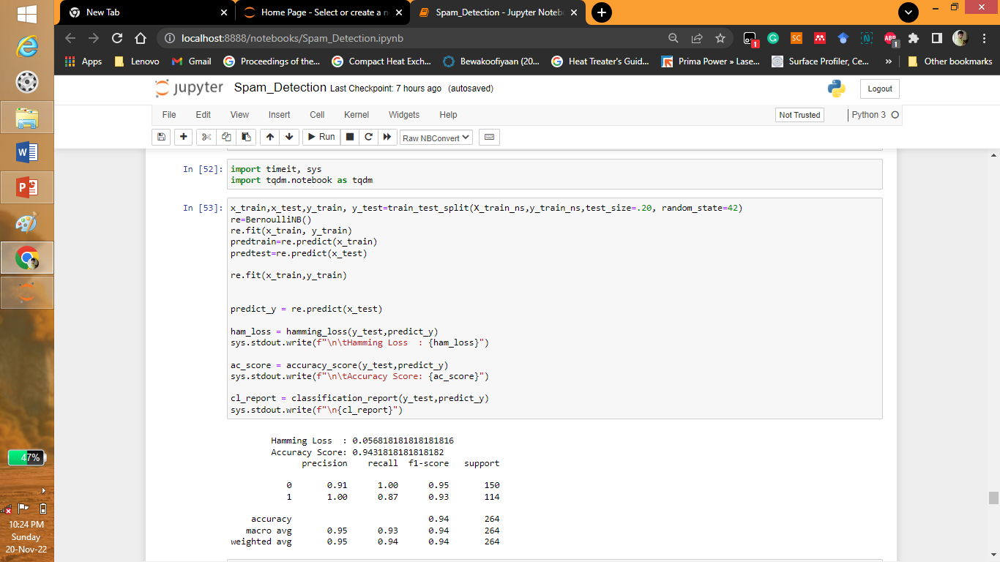 New Tab
Home Page - Select or create a n
Spam_Detection - Jupyter Noteb
localhost:8888/notebooks/Spam_Detection.ipynb
Apps Lenovo Gmail Proceedings of the... Compact Heat Exch... Bewakoofiyaan (20... Heat Treater's Guid... Prima Power » Lase... Surface Profiler, Ce... » Other bookmarks
jupyter Spam_Detection Last Checkpoint: 7 hours ago (autosaved) Logout
File Edit View Insert Cell Kernel Widgets Help Not Trusted Python 3
Run Raw NBConvert
In [52]: import timeit, sys
import tqdm.notebook as tqdm
In [53]: x_train,x_test,y_train, y_test=train_test_split(X_train_ns,y_train_ns,test_size=.20, random_state=42)
re=BernoulliNB()
re.fit(x_train, y_train)
predtrain=re.predict(x_train)
predtest=re.predict(x_test)
re.fit(x_train,y_train)
predict_y = re.predict(x_test)
ham_loss = hamming_loss(y_test,predict_y)
sys.stdout.write(f"\n\tHamming Loss  : {ham_loss}")
ac_score = accuracy_score(y_test,predict_y)
sys.stdout.write(f"\n\tAccuracy Score: {ac_score}")
cl_report = classification_report(y_test,predict_y)
sys.stdout.write(f"\n{cl_report}")
Hamming Loss  : 0.056818181818181816
Accuracy Score: 0.9431818181818182
precision recall f1-score support
0 0.91 1.00 0.95 150
1 1.00 0.87 0.93 114
accuracy 0.94 264
macro avg 0.95 0.93 0.94 264
weighted avg 0.95 0.94 0.94 264
47%
10:24 PM
Sunday
20-Nov-22